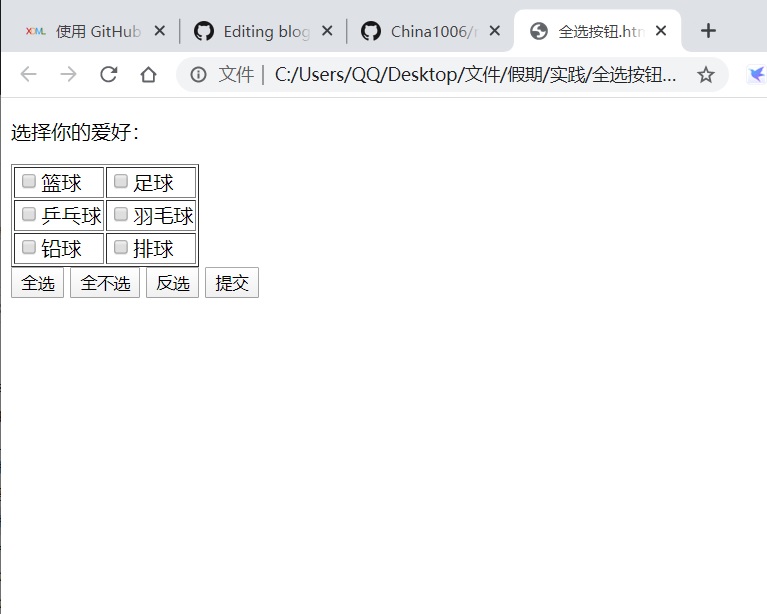 XML 使用 GitHub
Editing blog
China1006/
全选按钮.htm
文件 | C:/Users/QQ/Desktop/文件/假期/实践/全选按钮...
选择你的爱好：
篮球 足球
乒乓球 羽毛球
铅球 排球
全选 全不选 反选 提交